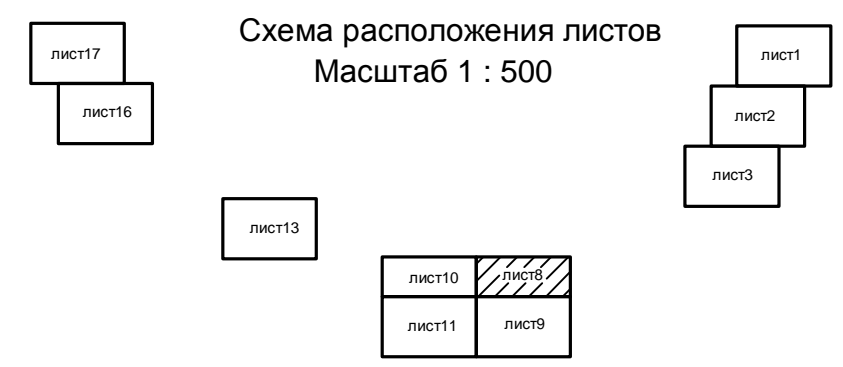 Схема расположения листов
Масштаб 1 : 500
лист17
лист1
лист16
лист2
лист3
лист13
лист10
лист8
лист11
лист9